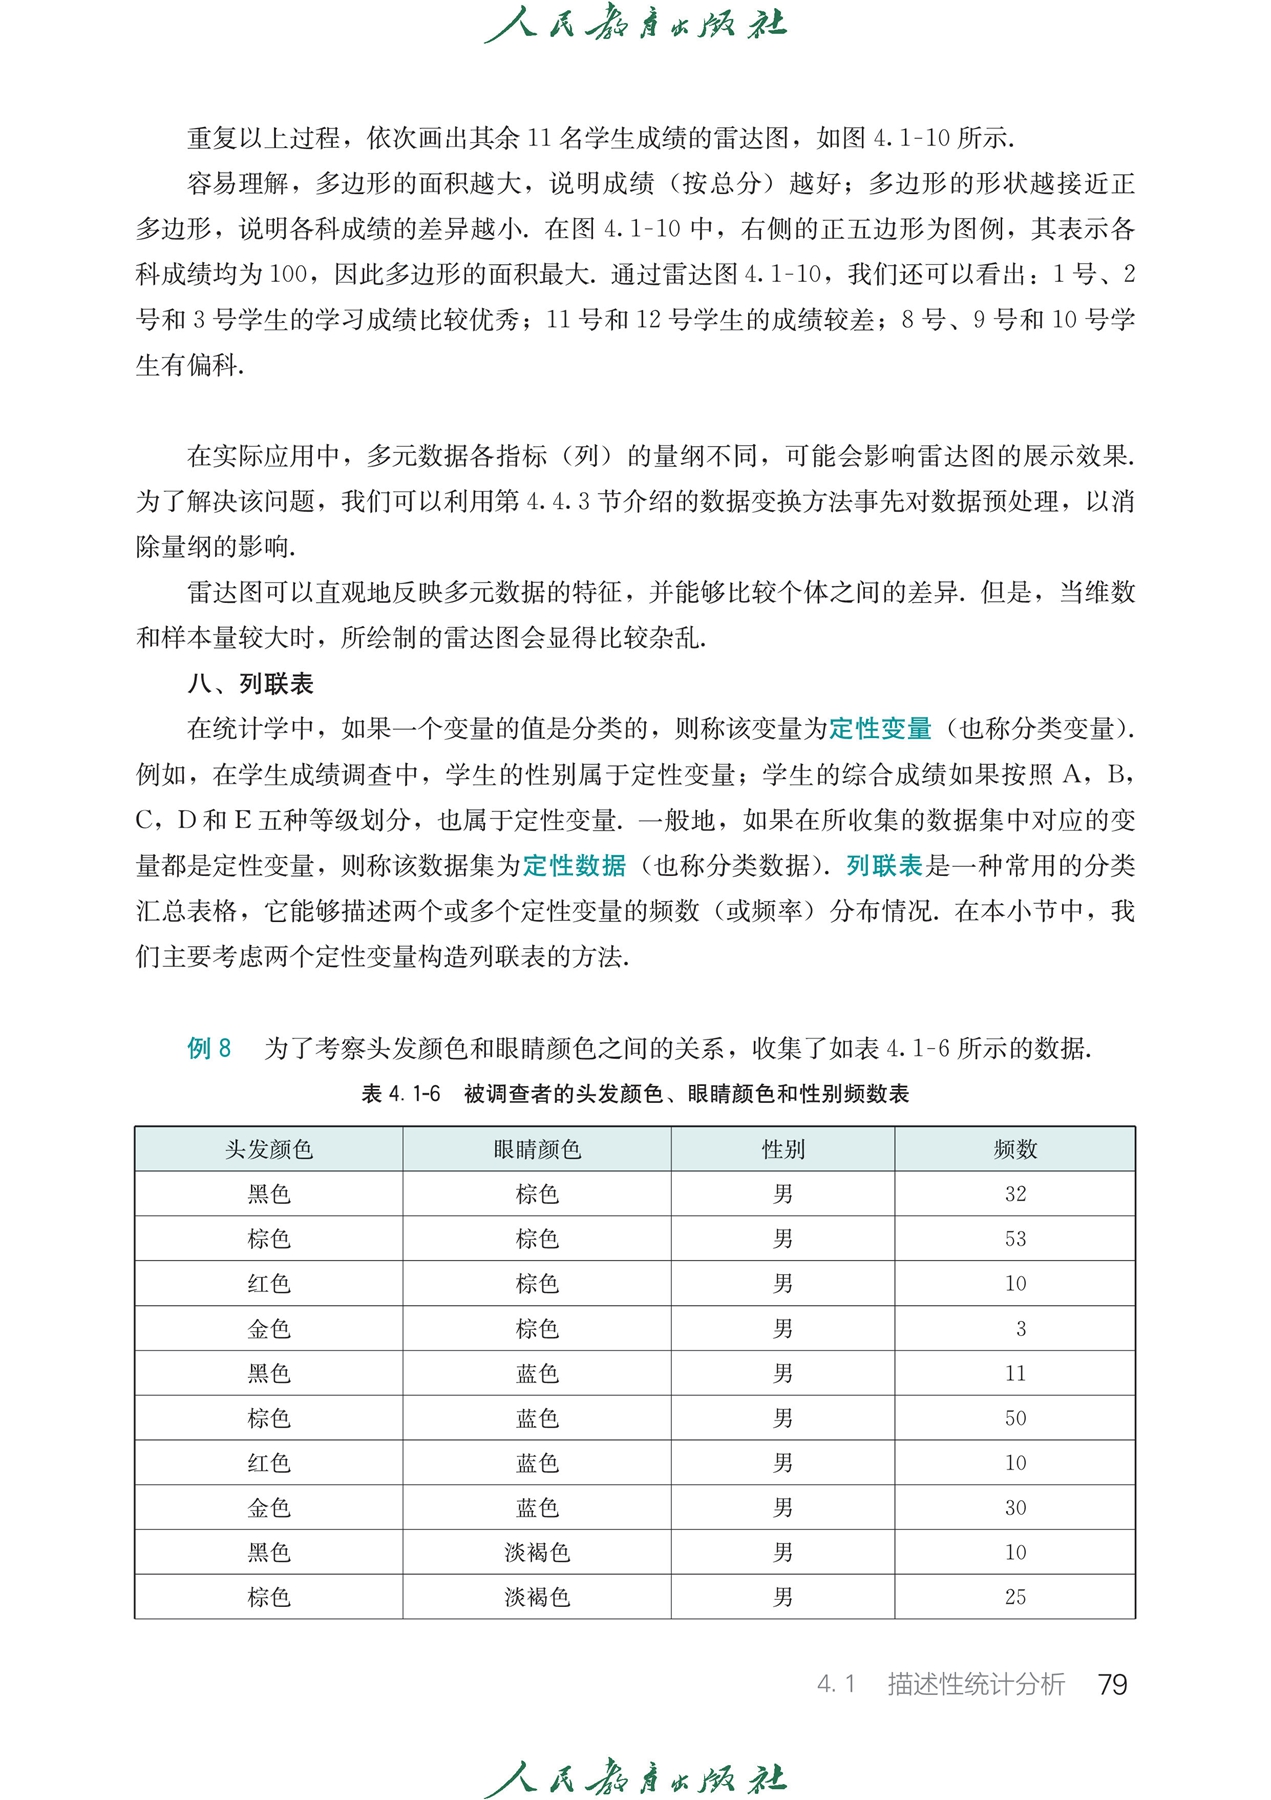 人民教育出版社
重复以上过程，依次画出其余 11 名学生成绩的雷达图，如图 4.1-10 所示.
容易理解，多边形的面积越大，说明成绩（按总分）越好；多边形的形状越接近正
多边形，说明各科成绩的差异越小. 在图 4.1-10 中，右侧的正五边形为图例，其表示各
科成绩均为 100，因此多边形的面积最大. 通过雷达图 4.1-10，我们还可以看出：1 号、2
号和 3 号学生的学习成绩比较优秀；11 号和 12 号学生的成绩较差；8 号、9 号和 10 号学
生有偏科.
在实际应用中，多元数据各指标（列）的量纲不同，可能会影响雷达图的展示效果.
为了解决该问题，我们可以利用第 4.4.3 节介绍的数据变换方法事先对数据预处理，以消
除量纲的影响.
雷达图可以直观地反映多元数据的特征，并能够比较个体之间的差异. 但是，当维数
和样本量较大时，所绘制的雷达图会显得比较杂乱.
八、列联表
在统计学中，如果一个变量的值是分类的，则称该变量为定性变量（也称分类变量）.
例如，在学生成绩调查中，学生的性别属于定性变量；学生的综合成绩如果按照 A，B，
C，D 和 E 五种等级划分，也属于定性变量. 一般地，如果在所收集的数据集中对应的变
量都是定性变量，则称该数据集为定性数据（也称分类数据）. 列联表是一种常用的分类
汇总表格，它能够描述两个或多个定性变量的频数（或频率）分布情况. 在本小节中，我
们主要考虑两个定性变量构造列联表的方法.
例 8 为了考察头发颜色和眼睛颜色之间的关系，收集了如表 4.1-6 所示的数据.
表 4.1-6 被调查者的头发颜色、眼睛颜色和性别频数表
头发颜色 眼睛颜色 性别 频数
黑色 棕色 男 32
棕色 棕色 男 53
红色 棕色 男 10
金色 棕色 男 3
黑色 蓝色 男 11
棕色 蓝色 男 50
红色 蓝色 男 10
金色 蓝色 男 30
黑色 淡褐色 男 10
棕色 淡褐色 男 25
4.1 描述性统计分析 79
人民教育出版社